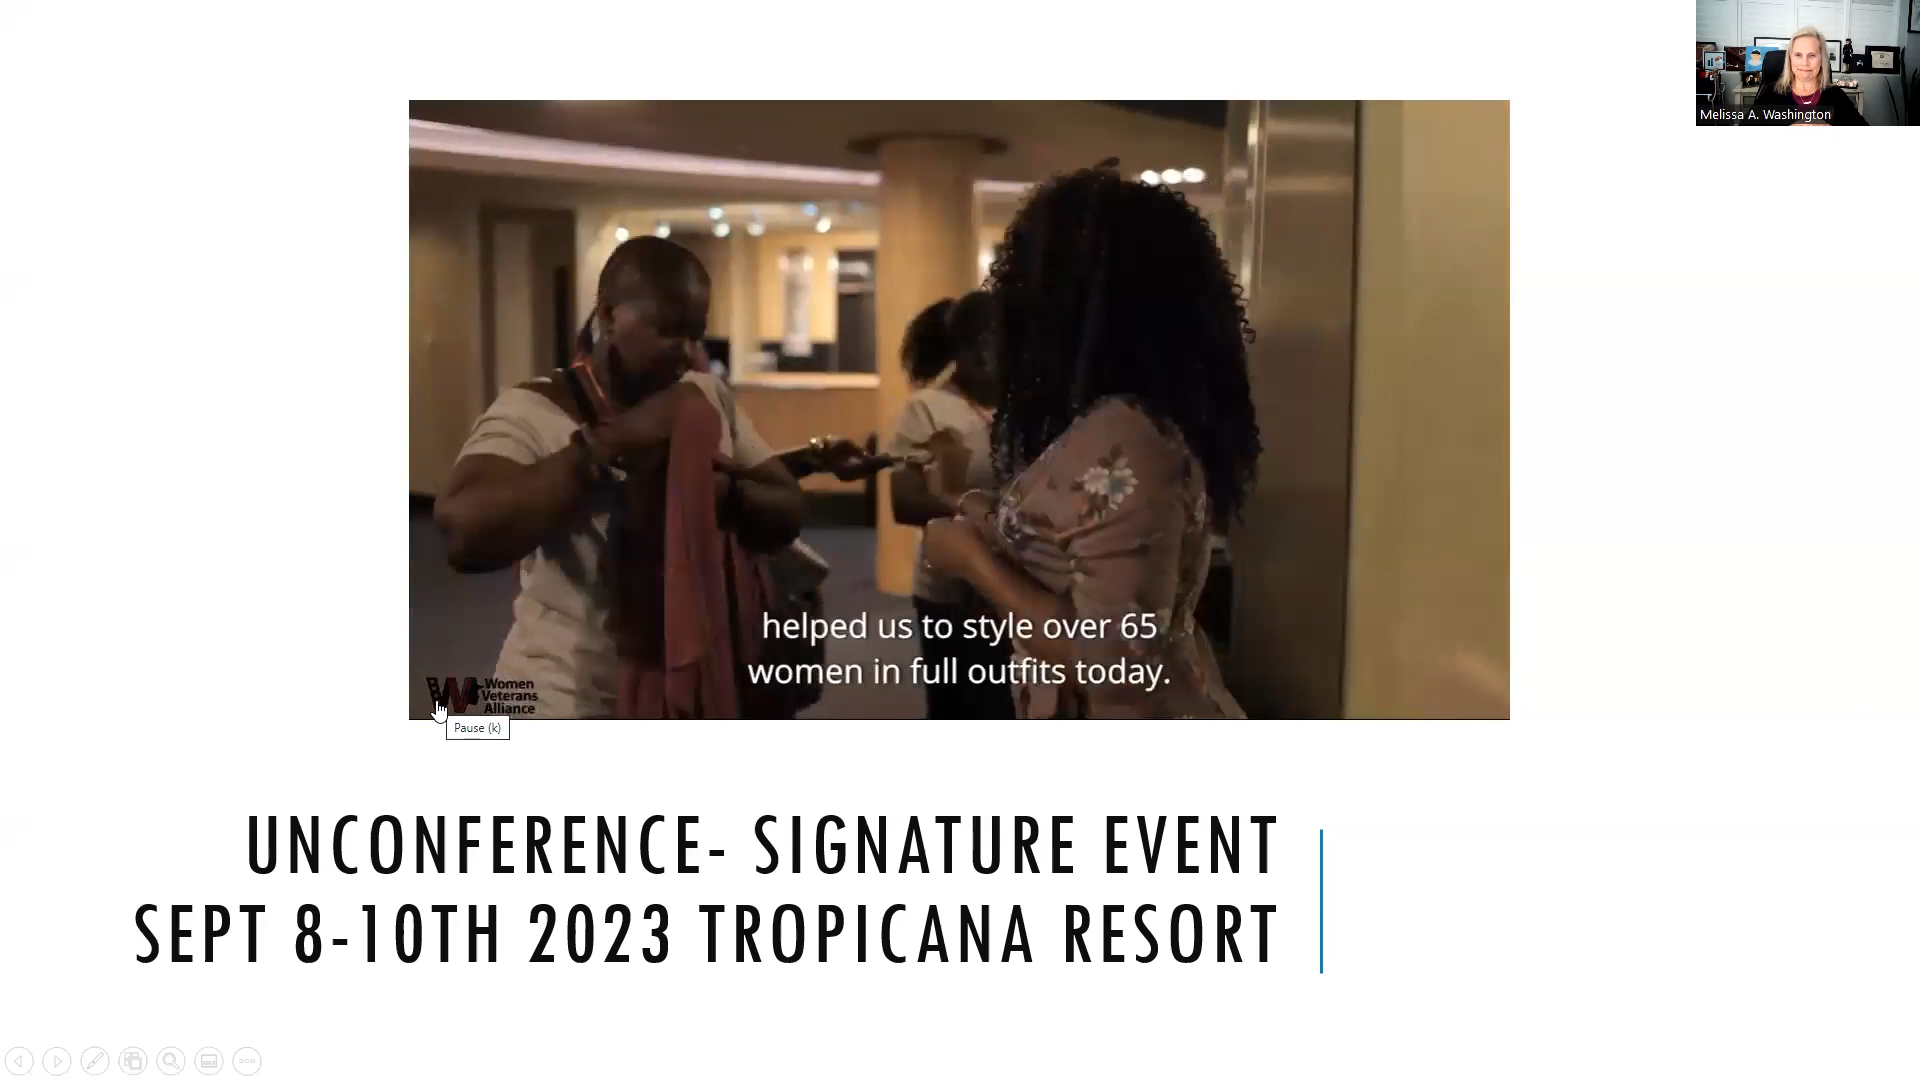 Melissa A. Washington
helped us to style over 65
women in full outfits today.
Women
Veterans
Alliance
Pause (k)
UNCONFERENCE- SIGNATURE EVENT
SEPT 8-10TH 2023 TROPICANA RESORT